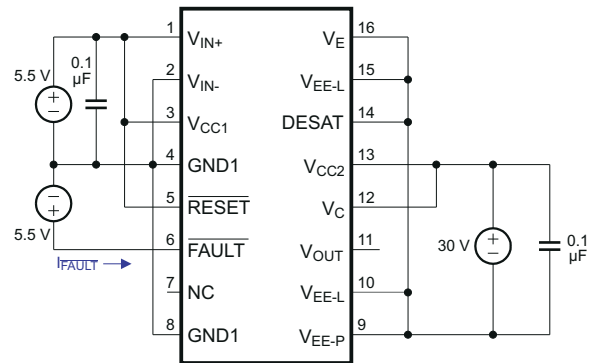 1 V_IN+ V_E 16
2 V_IN- V_EE-L 15
5.5 V 0.1 µF
3 V_CC1 DESAT 14
4 GND1 V_CC2 13
5 RESET V_C 12
5.5 V
6 FAULT V_OUT 11
30 V 0.1 µF
I_FAULT
7 NC V_EE-L 10
8 GND1 V_EE-P 9